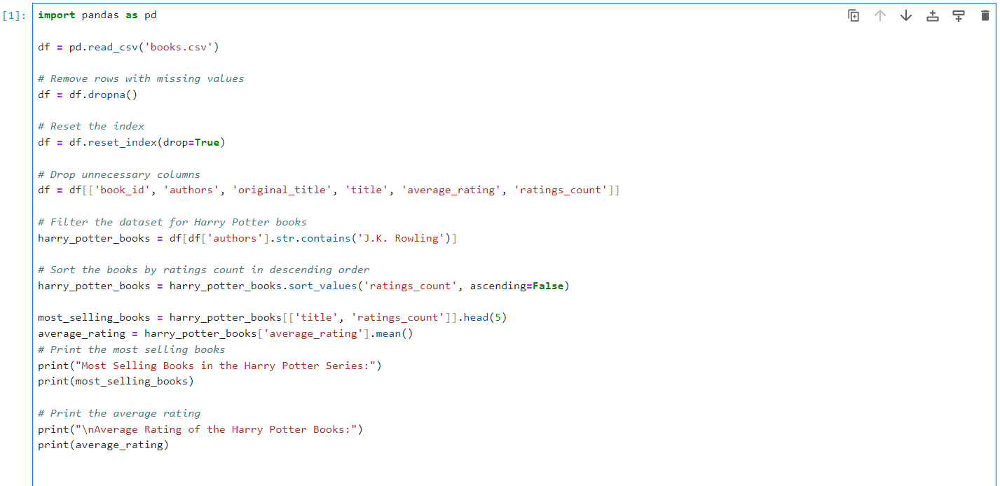 [1]:
import pandas as pd
df = pd.read_csv('books.csv')
# Remove rows with missing values
df = df.dropna()
# Reset the index
df = df.reset_index(drop=True)
# Drop unnecessary columns
df = df[['book_id', 'authors', 'original_title', 'title', 'average_rating', 'ratings_count']]
# Filter the dataset for Harry Potter books
harry_potter_books = df[df['authors'].str.contains('J.K. Rowling')]
# Sort the books by ratings count in descending order
harry_potter_books = harry_potter_books.sort_values('ratings_count', ascending=False)
most_selling_books = harry_potter_books[['title', 'ratings_count']].head(5)
average_rating = harry_potter_books['average_rating'].mean()
# Print the most selling books
print("Most Selling Books in the Harry Potter Series:")
print(most_selling_books)
# Print the average rating
print("\nAverage Rating of the Harry Potter Books:")
print(average_rating)